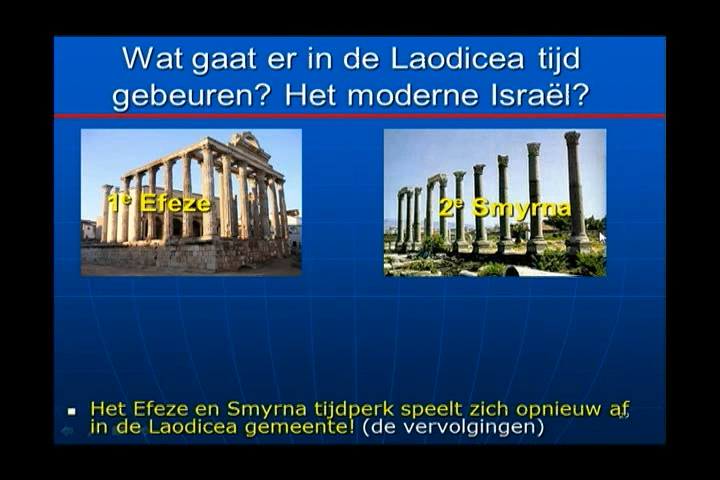 Wat gaat er in de Laodicea tijd
gebeuren? Het moderne Israël?
1e Efeze
2e Smyrna
Het Efeze en Smyrna tijdperk speelt zich opnieuw af
in de Laodicea gemeente! (de vervolgingen)